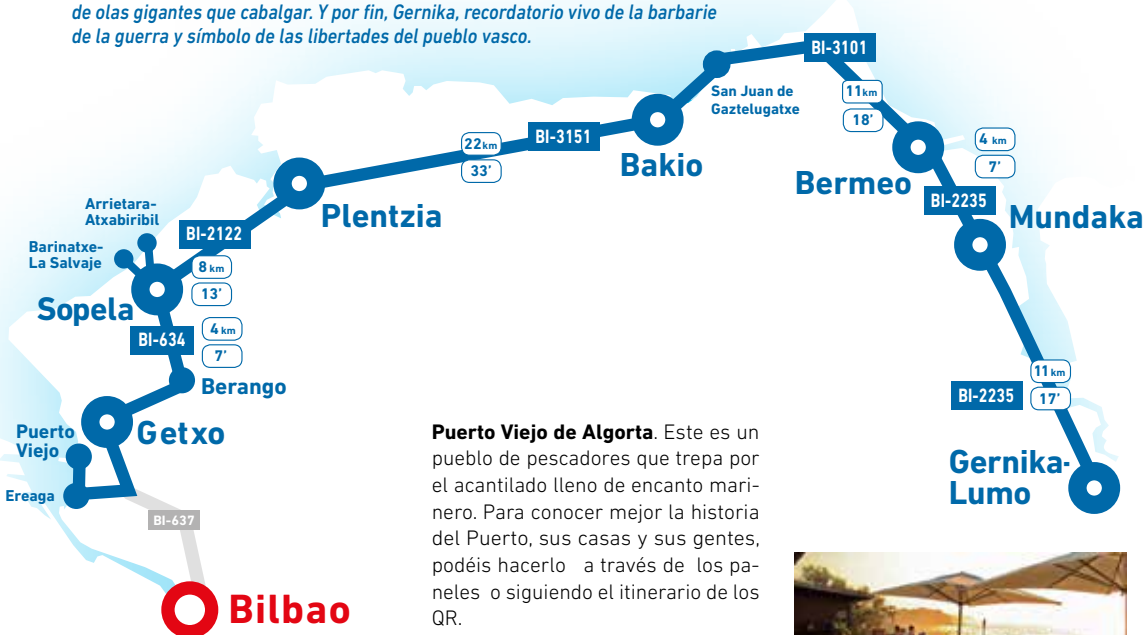 de olas gigantes que cabalgar. Y por fin, Gernika, recordatorio vivo de la barbarie
de la guerra y símbolo de las libertades del pueblo vasco.
BI-3101
San Juan de
Gaztelugatxe
11 km
18’
22 km
33’
BI-3151
Bakio
Bermeo
4 km
7’
BI-2235
Mundaka
Plentzia
Arrietara-
Atxabiribil
BI-2122
Barinatxe-
La Salvaje
8 km
13’
Sopela
BI-634
4 km
7’
Berango
Getxo
Puerto
Viejo
Ereaga
BI-637
Bilbao
11 km
17’
BI-2235
Gernika-
Lumo
Puerto Viejo de Algorta. Este es un
pueblo de pescadores que trepa por
el acantilado lleno de encanto mari-
nero. Para conocer mejor la historia
del Puerto, sus casas y sus gentes,
podéis hacerlo a través de los pa-
neles o siguiendo el itinerario de los
QR.